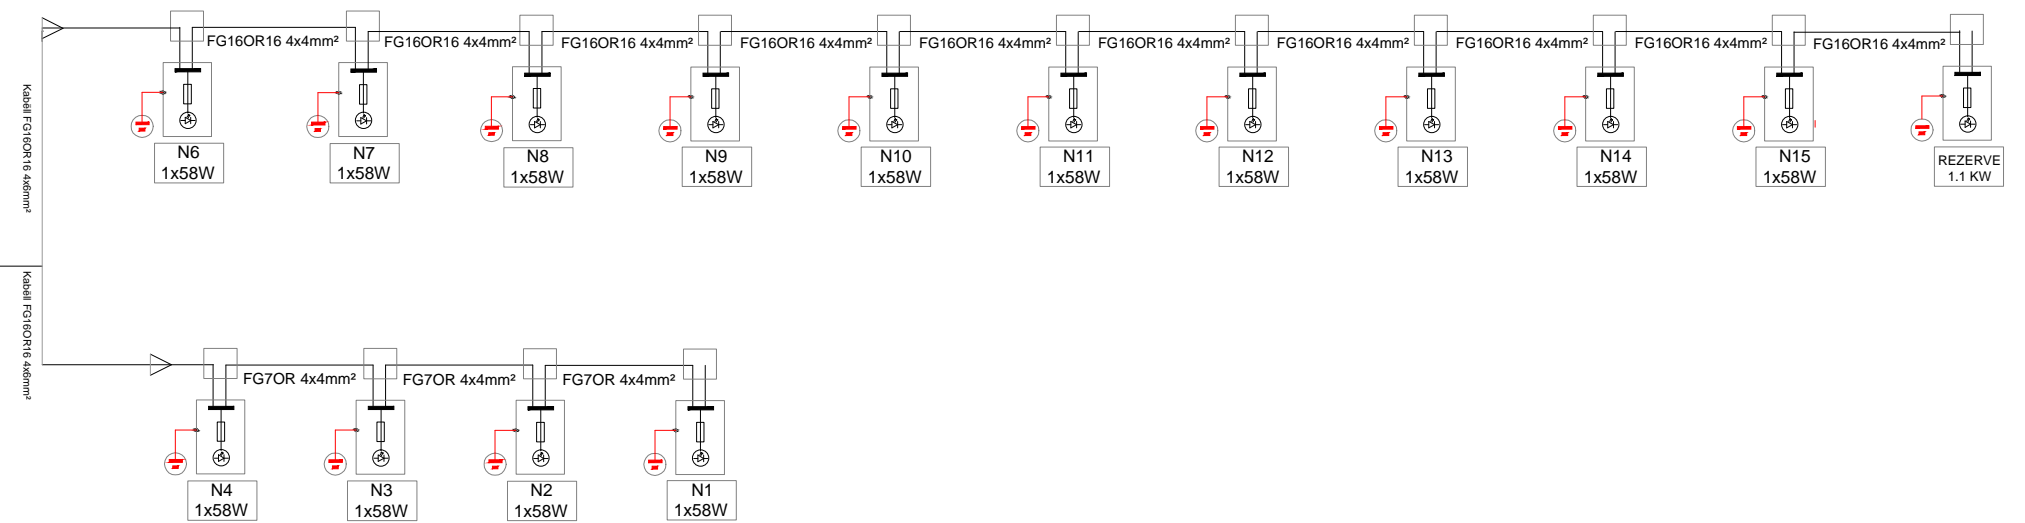 FG16OR16 4x4mm²
FG16OR16 4x4mm²
FG16OR16 4x4mm²
FG16OR16 4x4mm²
FG16OR16 4x4mm²
FG16OR16 4x4mm²
FG16OR16 4x4mm²
FG16OR16 4x4mm²
FG16OR16 4x4mm²
FG16OR16 4x4mm²
Kabëll FG16OR16 4x6mm²
N6
1x58W
N7
1x58W
N8
1x58W
N9
1x58W
N10
1x58W
N11
1x58W
N12
1x58W
N13
1x58W
N14
1x58W
N15
1x58W
REZERVE
1.1 KW
Kabëll FG16OR16 4x6mm²
FG7OR 4x4mm²
FG7OR 4x4mm²
FG7OR 4x4mm²
N4
1x58W
N3
1x58W
N2
1x58W
N1
1x58W